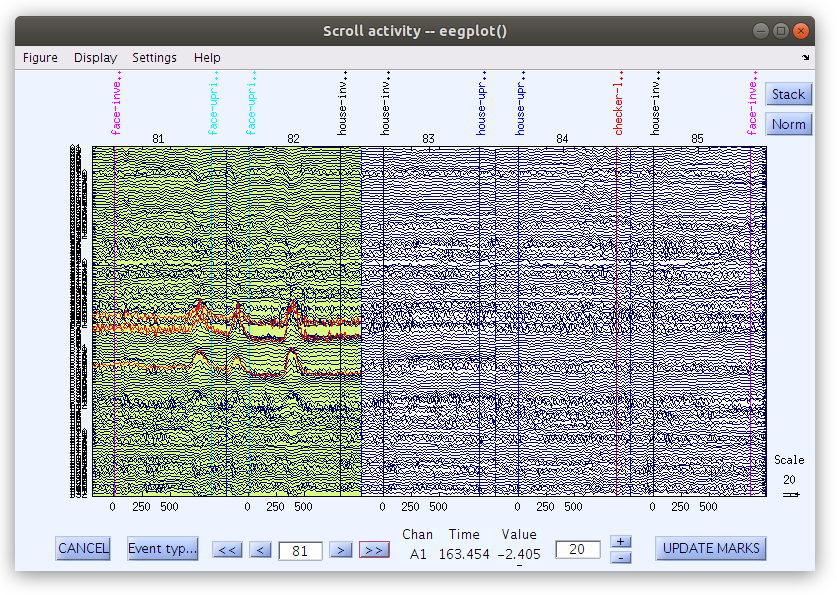 Scroll activity -- eegplot()
Figure Display Settings Help
face-inve.. face-upri.. face-upri.. house-inv.. house-inv.. house-upr.. house-upr.. checker-l.. house-inv.. face-inve..
Stack
Norm
81 82 83 84 85
Scale
20
0 250 500 0 250 500 0 250 500 0 250 500 0 250 500
Chan Time Value
CANCEL Event typ... << < 81 > >> A1 163.454 -2.405 20 + - UPDATE MARKS